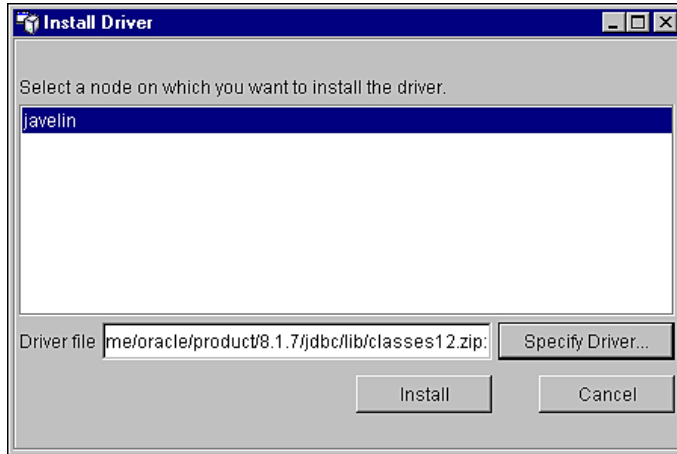 Install Driver
Select a node on which you want to install the driver.
javelin
Driver file me/oracle/product/8.1.7/jdbc/lib/classes12.zip: Specify Driver...
Install Cancel